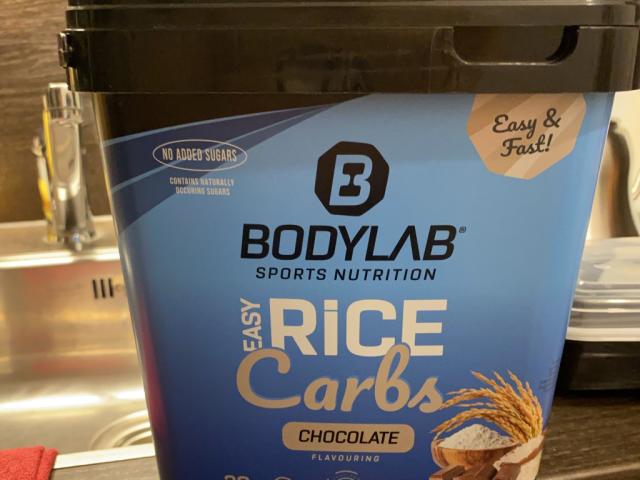 Easy &
Fast!
NO ADDED SUGARS
CONTAINS NATURALLY
OCCURING SUGARS
B
BODYLAB®
SPORTS NUTRITION
EASY
RiCE
Carbs
CHOCOLATE
FLAVOURING